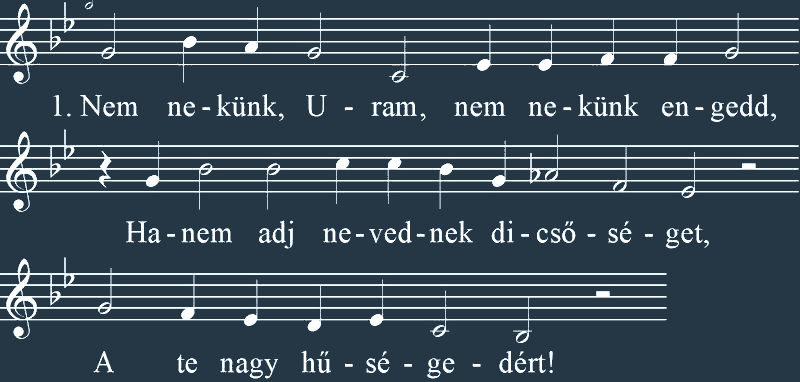 1. Nem ne - künk, U - ram, nem ne - künk en - gedd,
Ha - nem adj ne - ved - nek di - cső - sé - get,
A te nagy hű - sé - ge - dért!